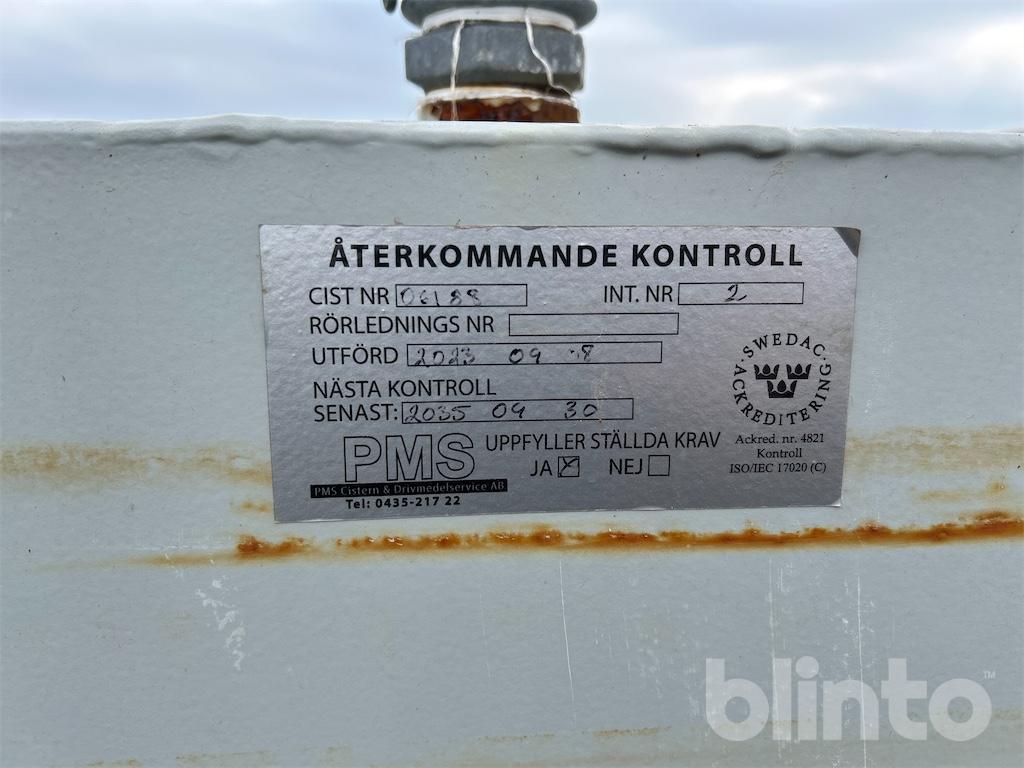 ÅTERKOMMANDE KONTROLL
CIST NR 06188 INT. NR 2
RÖRLEDNINGS NR
UTFÖRD 2023 09
NÄSTA KONTROLL
SENAST: 2035 09 30
PMS UPPFYLLER STÄLLDA KRAV
JA NEJ
PMS Cistern & Drivmedelservice AB
Tel: 0435-217 22
SWEDAC
ACKREDITERING
Ackred. nr. 4821
Kontroll
ISO/IEC 17020 (C)
blinto™